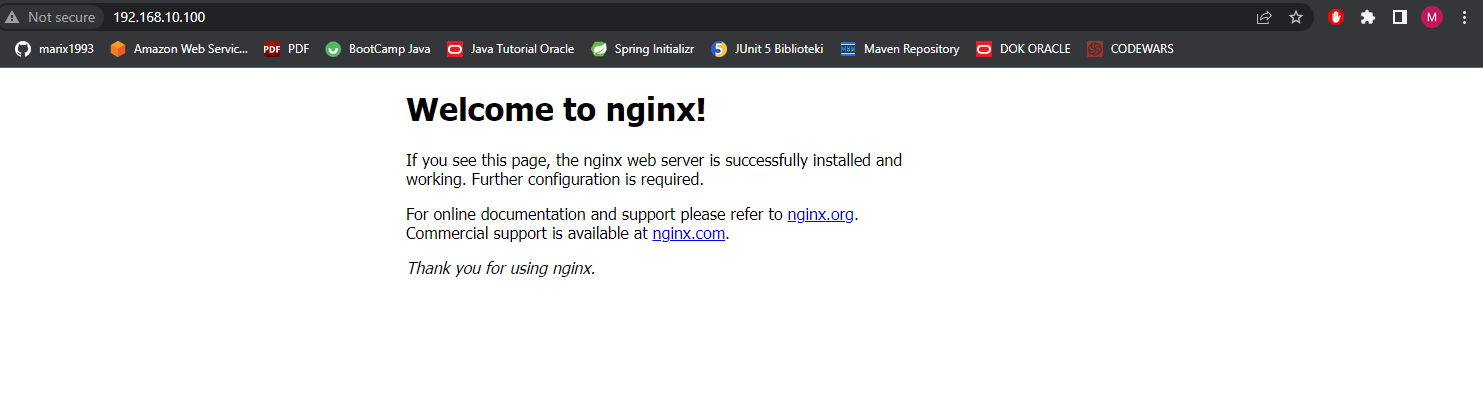 Not secure 192.168.10.100 M
marix1993 Amazon Web Servic... PDF PDF BootCamp Java Java Tutorial Oracle Spring Initializr 5 JUnit 5 Biblioteki Maven Repository DOK ORACLE CODEWARS
Welcome to nginx!
If you see this page, the nginx web server is successfully installed and
working. Further configuration is required.
For online documentation and support please refer to nginx.org.
Commercial support is available at nginx.com.
Thank you for using nginx.